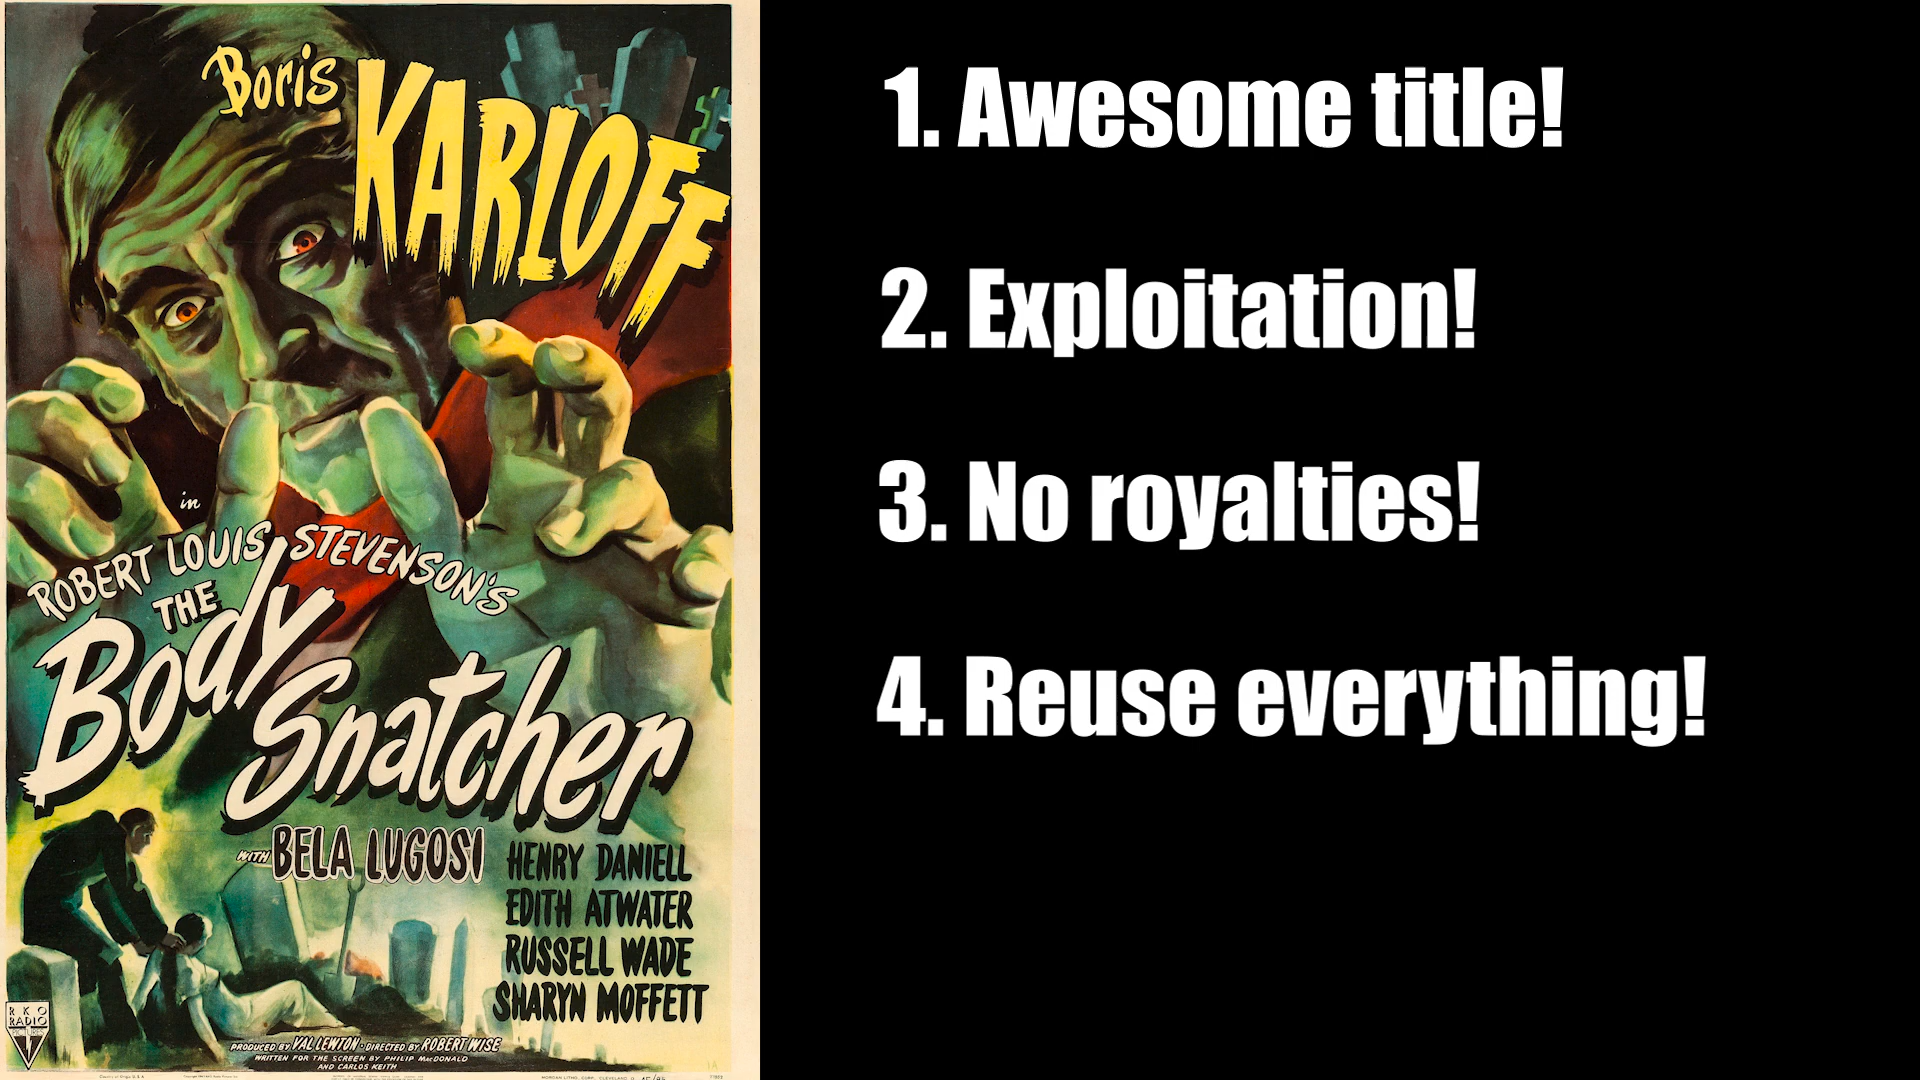 Boris
KARLOFF
in
ROBERT LOUIS STEVENSON'S
THE
Body
Snatcher
WITH BELA LUGOSI
HENRY DANIELL
EDITH ATWATER
RUSSELL WADE
SHARYN MOFFETT
PRODUCED BY VAL LEWTON · DIRECTED BY ROBERT WISE
WRITTEN FOR THE SCREEN BY PHILIP MacDONALD
AND CARLOS KEITH
RKO
RADIO
PICTURES
1. Awesome title!
2. Exploitation!
3. No royalties!
4. Reuse everything!